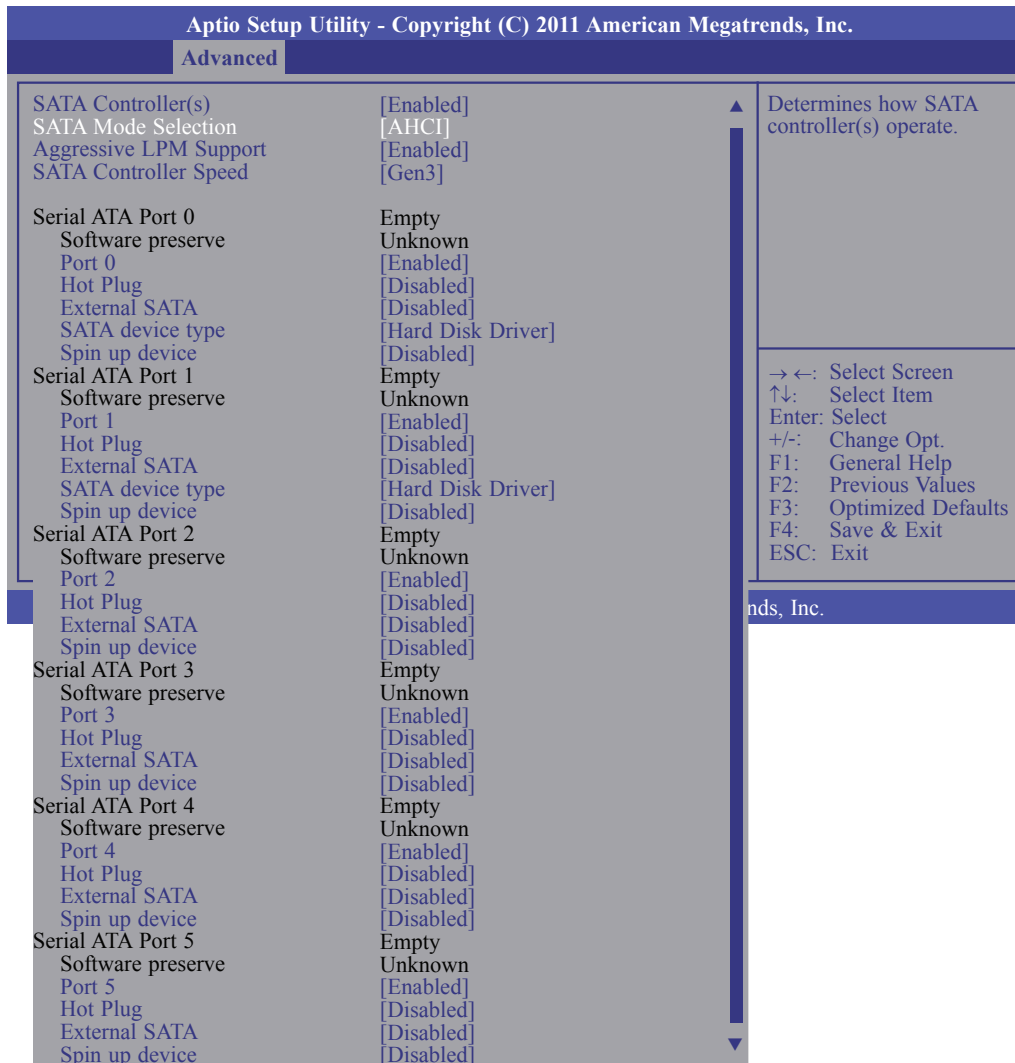 Aptio Setup Utility - Copyright (C) 2011 American Megatrends, Inc.
Advanced
SATA Controller(s) [Enabled]
SATA Mode Selection [AHCI]
Aggressive LPM Support [Enabled]
SATA Controller Speed [Gen3]
Serial ATA Port 0 Empty
Software preserve Unknown
Port 0 [Enabled]
Hot Plug [Disabled]
External SATA [Disabled]
SATA device type [Hard Disk Driver]
Spin up device [Disabled]
Serial ATA Port 1 Empty
Software preserve Unknown
Port 1 [Enabled]
Hot Plug [Disabled]
External SATA [Disabled]
SATA device type [Hard Disk Driver]
Spin up device [Disabled]
Serial ATA Port 2 Empty
Software preserve Unknown
Port 2 [Enabled]
Hot Plug [Disabled]
External SATA [Disabled]
Spin up device [Disabled]
Serial ATA Port 3 Empty
Software preserve Unknown
Port 3 [Enabled]
Hot Plug [Disabled]
External SATA [Disabled]
Spin up device [Disabled]
Serial ATA Port 4 Empty
Software preserve Unknown
Port 4 [Enabled]
Hot Plug [Disabled]
External SATA [Disabled]
Spin up device [Disabled]
Serial ATA Port 5 Empty
Software preserve Unknown
Port 5 [Enabled]
Hot Plug [Disabled]
External SATA [Disabled]
Spin up device [Disabled]
Determines how SATA
controller(s) operate.
→ ←: Select Screen
↑↓: Select Item
Enter: Select
+/-: Change Opt.
F1: General Help
F2: Previous Values
F3: Optimized Defaults
F4: Save & Exit
ESC: Exit
nds, Inc.